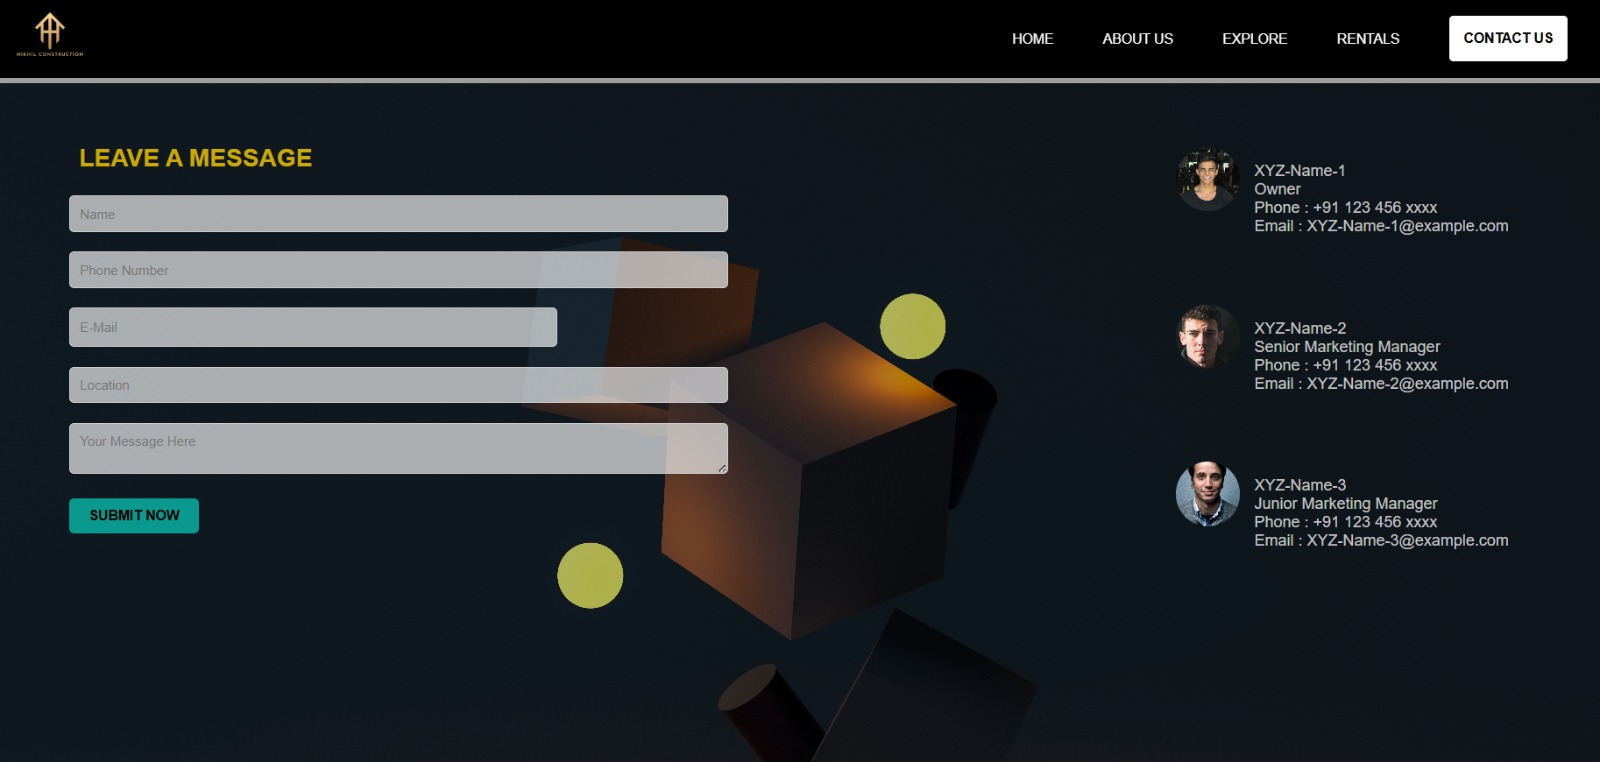 NIKHIL CONSTRUCTION
HOME
ABOUT US
EXPLORE
RENTALS
CONTACT US
LEAVE A MESSAGE
Name
Phone Number
E-Mail
Location
Your Message Here
SUBMIT NOW
XYZ-Name-1
Owner
Phone : +91 123 456 xxxx
Email : XYZ-Name-1@example.com
XYZ-Name-2
Senior Marketing Manager
Phone : +91 123 456 xxxx
Email : XYZ-Name-2@example.com
XYZ-Name-3
Junior Marketing Manager
Phone : +91 123 456 xxxx
Email : XYZ-Name-3@example.com